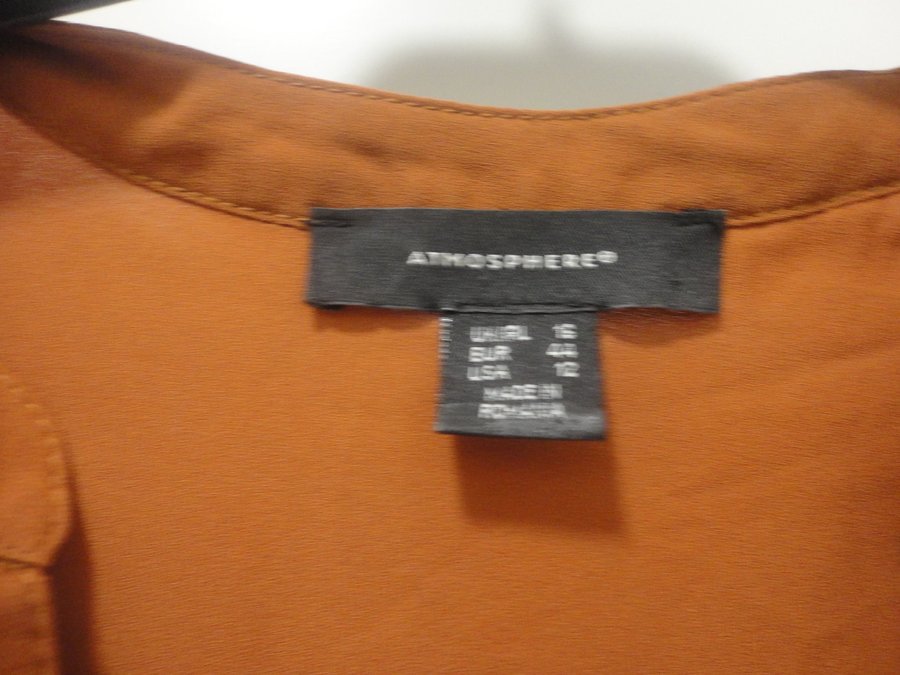 ATMOSPHERE®
UK/IRL 16
EUR 44
USA 12
MADE IN
ROMANIA